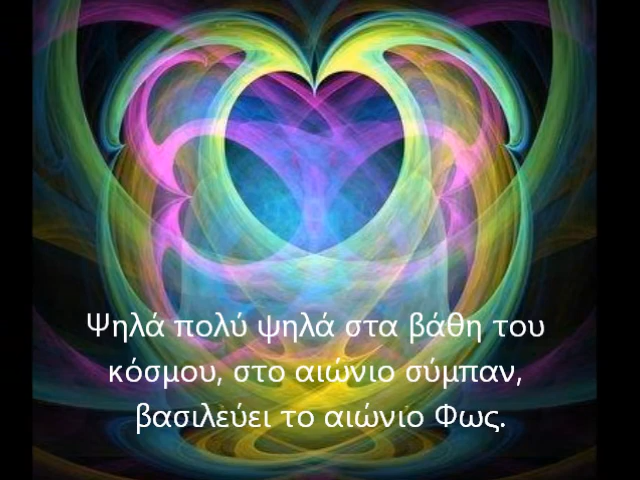 Ψηλά πολύ ψηλά στα βάθη του
κόσμου, στο αιώνιο σύμπαν,
βασιλεύει το αιώνιο Φως.